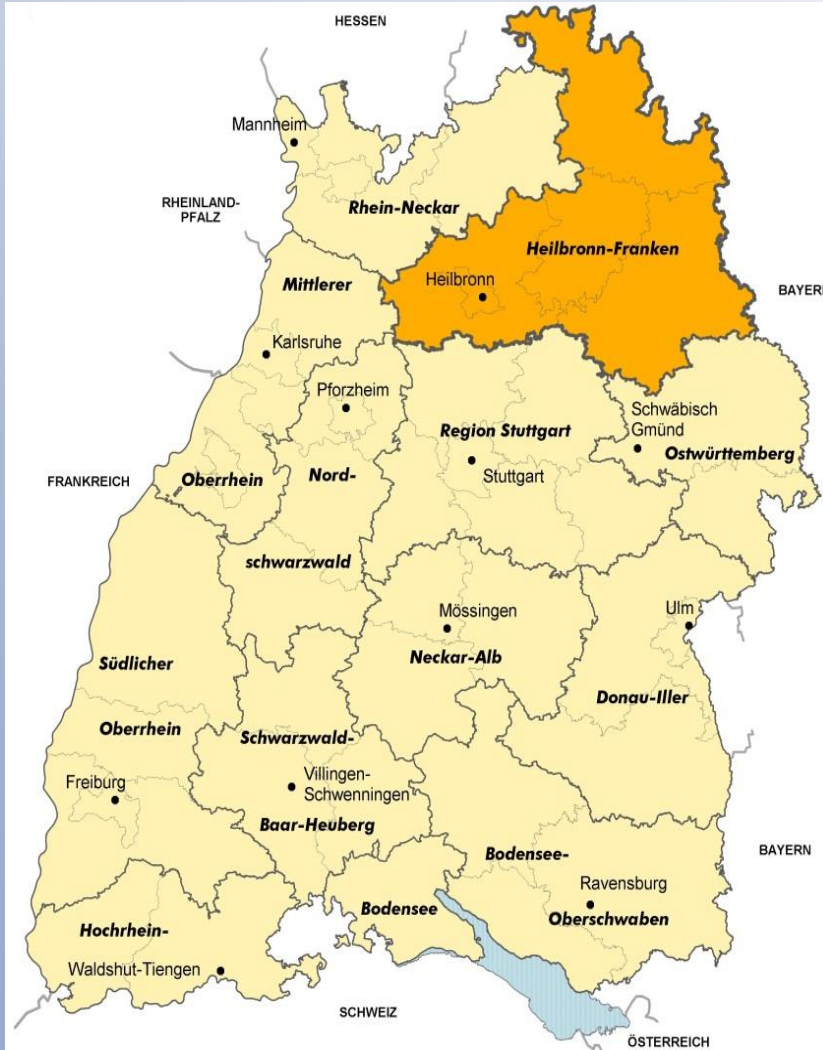 HESSEN
Mannheim
RHEINLAND-
PFALZ
Rhein-Neckar
Heilbronn-Franken
Heilbronn
Mittlerer
BAYERN
Karlsruhe
Pforzheim
Schwäbisch
Gmünd
Region Stuttgart
Ostwürttemberg
Stuttgart
FRANKREICH
Oberrhein
Nord-
schwarzwald
Mössingen
Ulm
Neckar-Alb
Südlicher
Donau-Iller
Oberrhein
Schwarzwald-
Freiburg
Villingen-
Schwenningen
Baar-Heuberg
BAYERN
Bodensee-
Ravensburg
Oberschwaben
Bodensee
Hochrhein-
Waldshut-Tiengen
SCHWEIZ
ÖSTERREICH